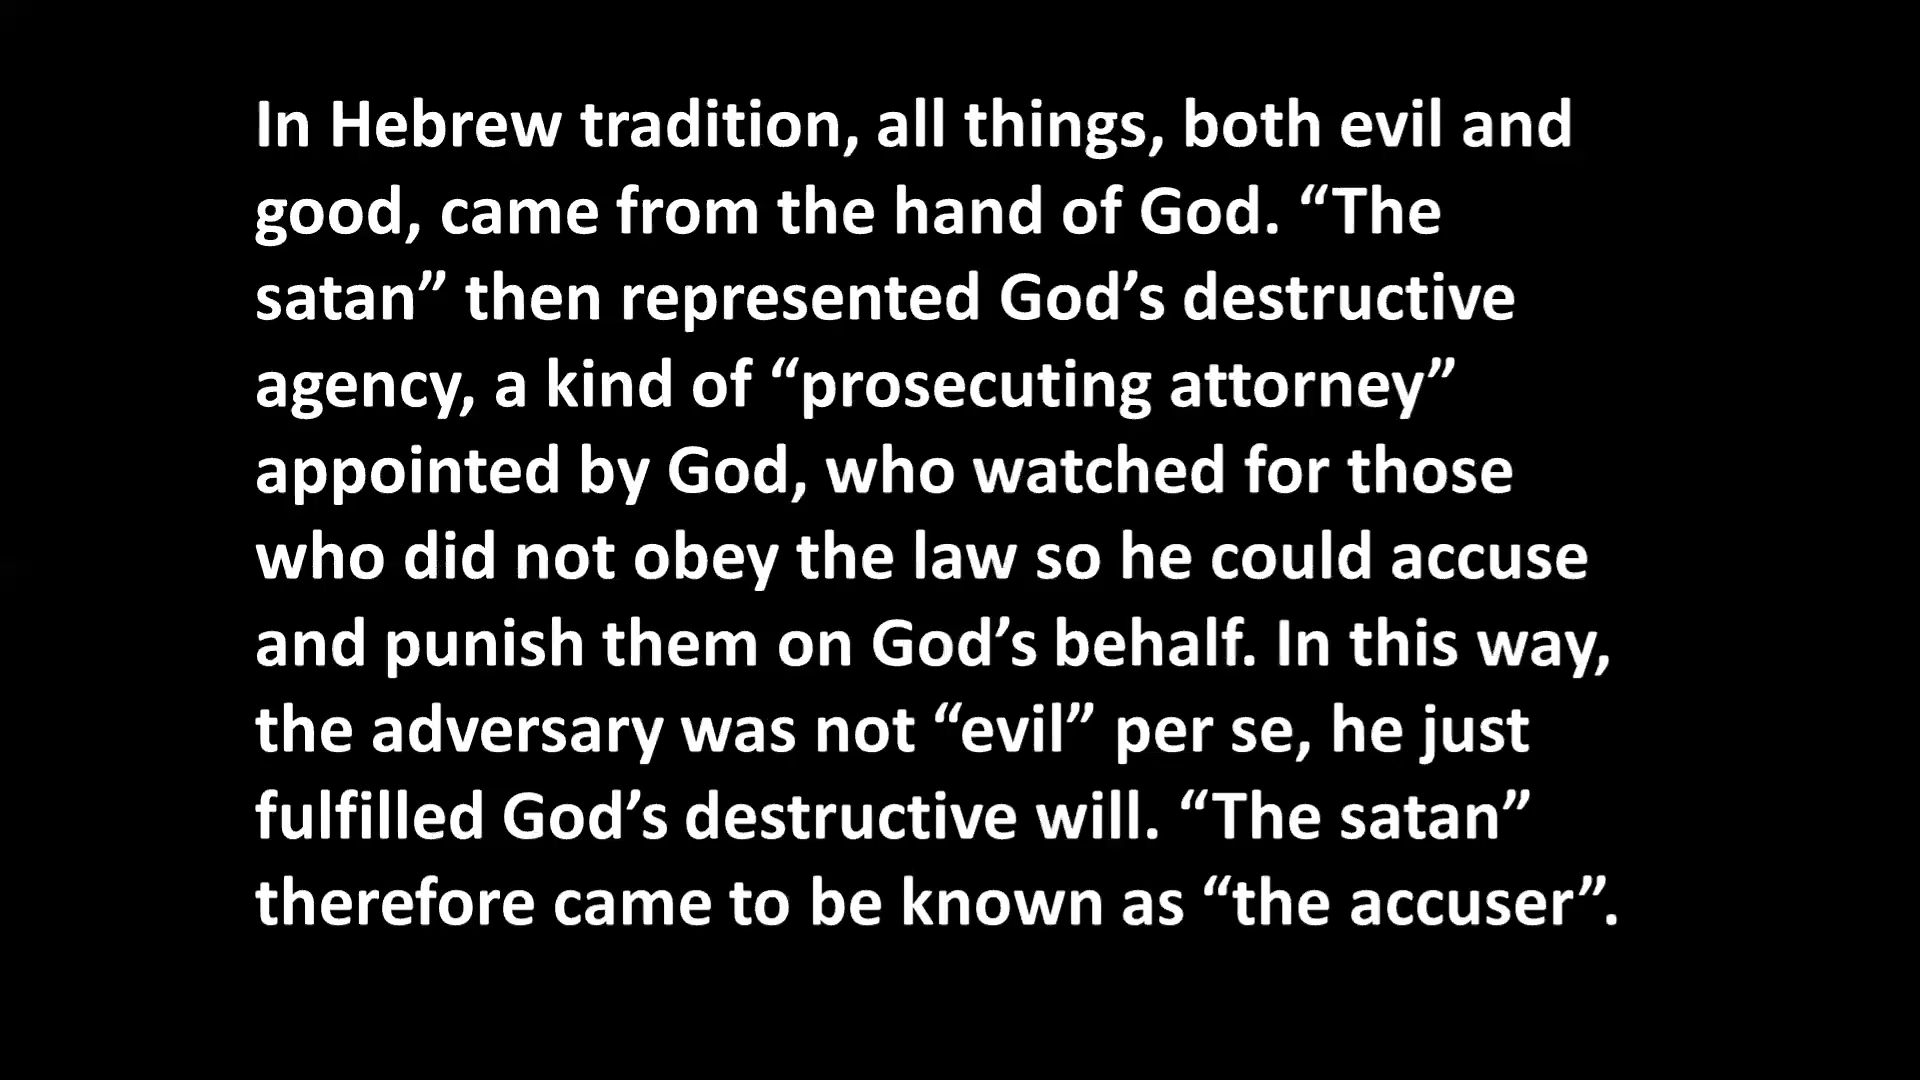 In Hebrew tradition, all things, both evil and
good, came from the hand of God. “The
satan” then represented God’s destructive
agency, a kind of “prosecuting attorney”
appointed by God, who watched for those
who did not obey the law so he could accuse
and punish them on God’s behalf. In this way,
the adversary was not “evil” per se, he just
fulfilled God’s destructive will. “The satan”
therefore came to be known as “the accuser”.